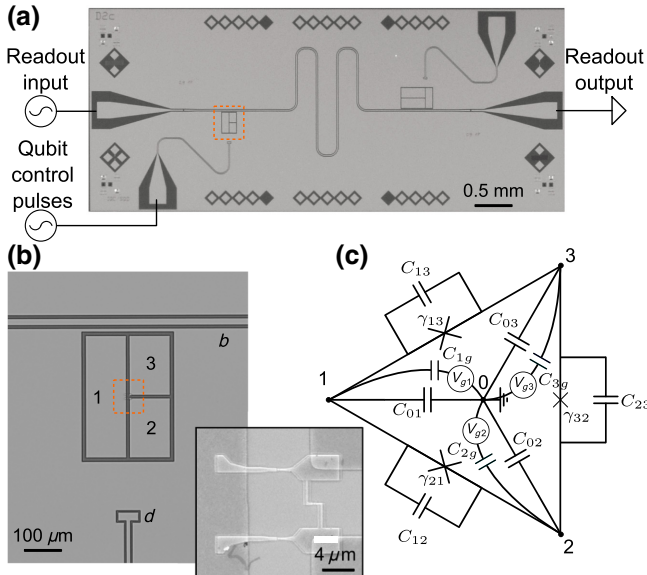 (a)
D2c
Readout
input
Qubit
control
pulses
Readout
output
0.5 mm
(b)
b
1
3
2
d
100 μm
4 μm
(c)
3
C₁₃
γ₁₃
C₀₃
C₁g
1
Vg1
0
Vg3
C₃g
C₀₁
Vg2
γ₃₂
C₂₃
C₂g
C₀₂
γ₂₁
C₁₂
2